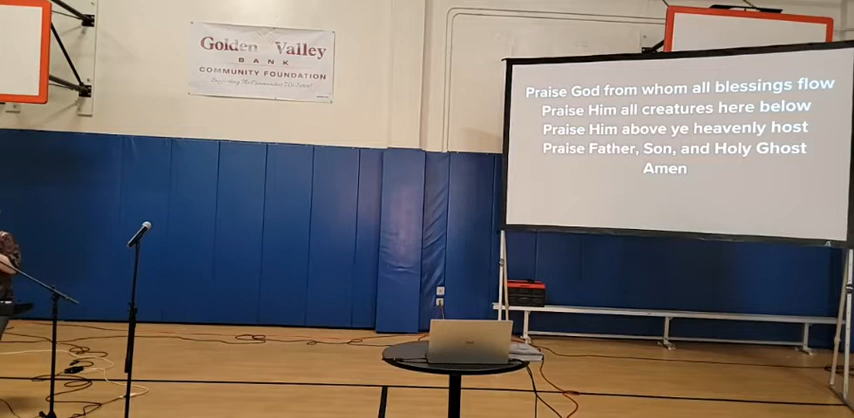 Golden Valley
BANK
COMMUNITY FOUNDATION
Praise God from whom all blessings flow
Praise Him all creatures here below
Praise Him above ye heavenly host
Praise Father, Son, and Holy Ghost
Amen